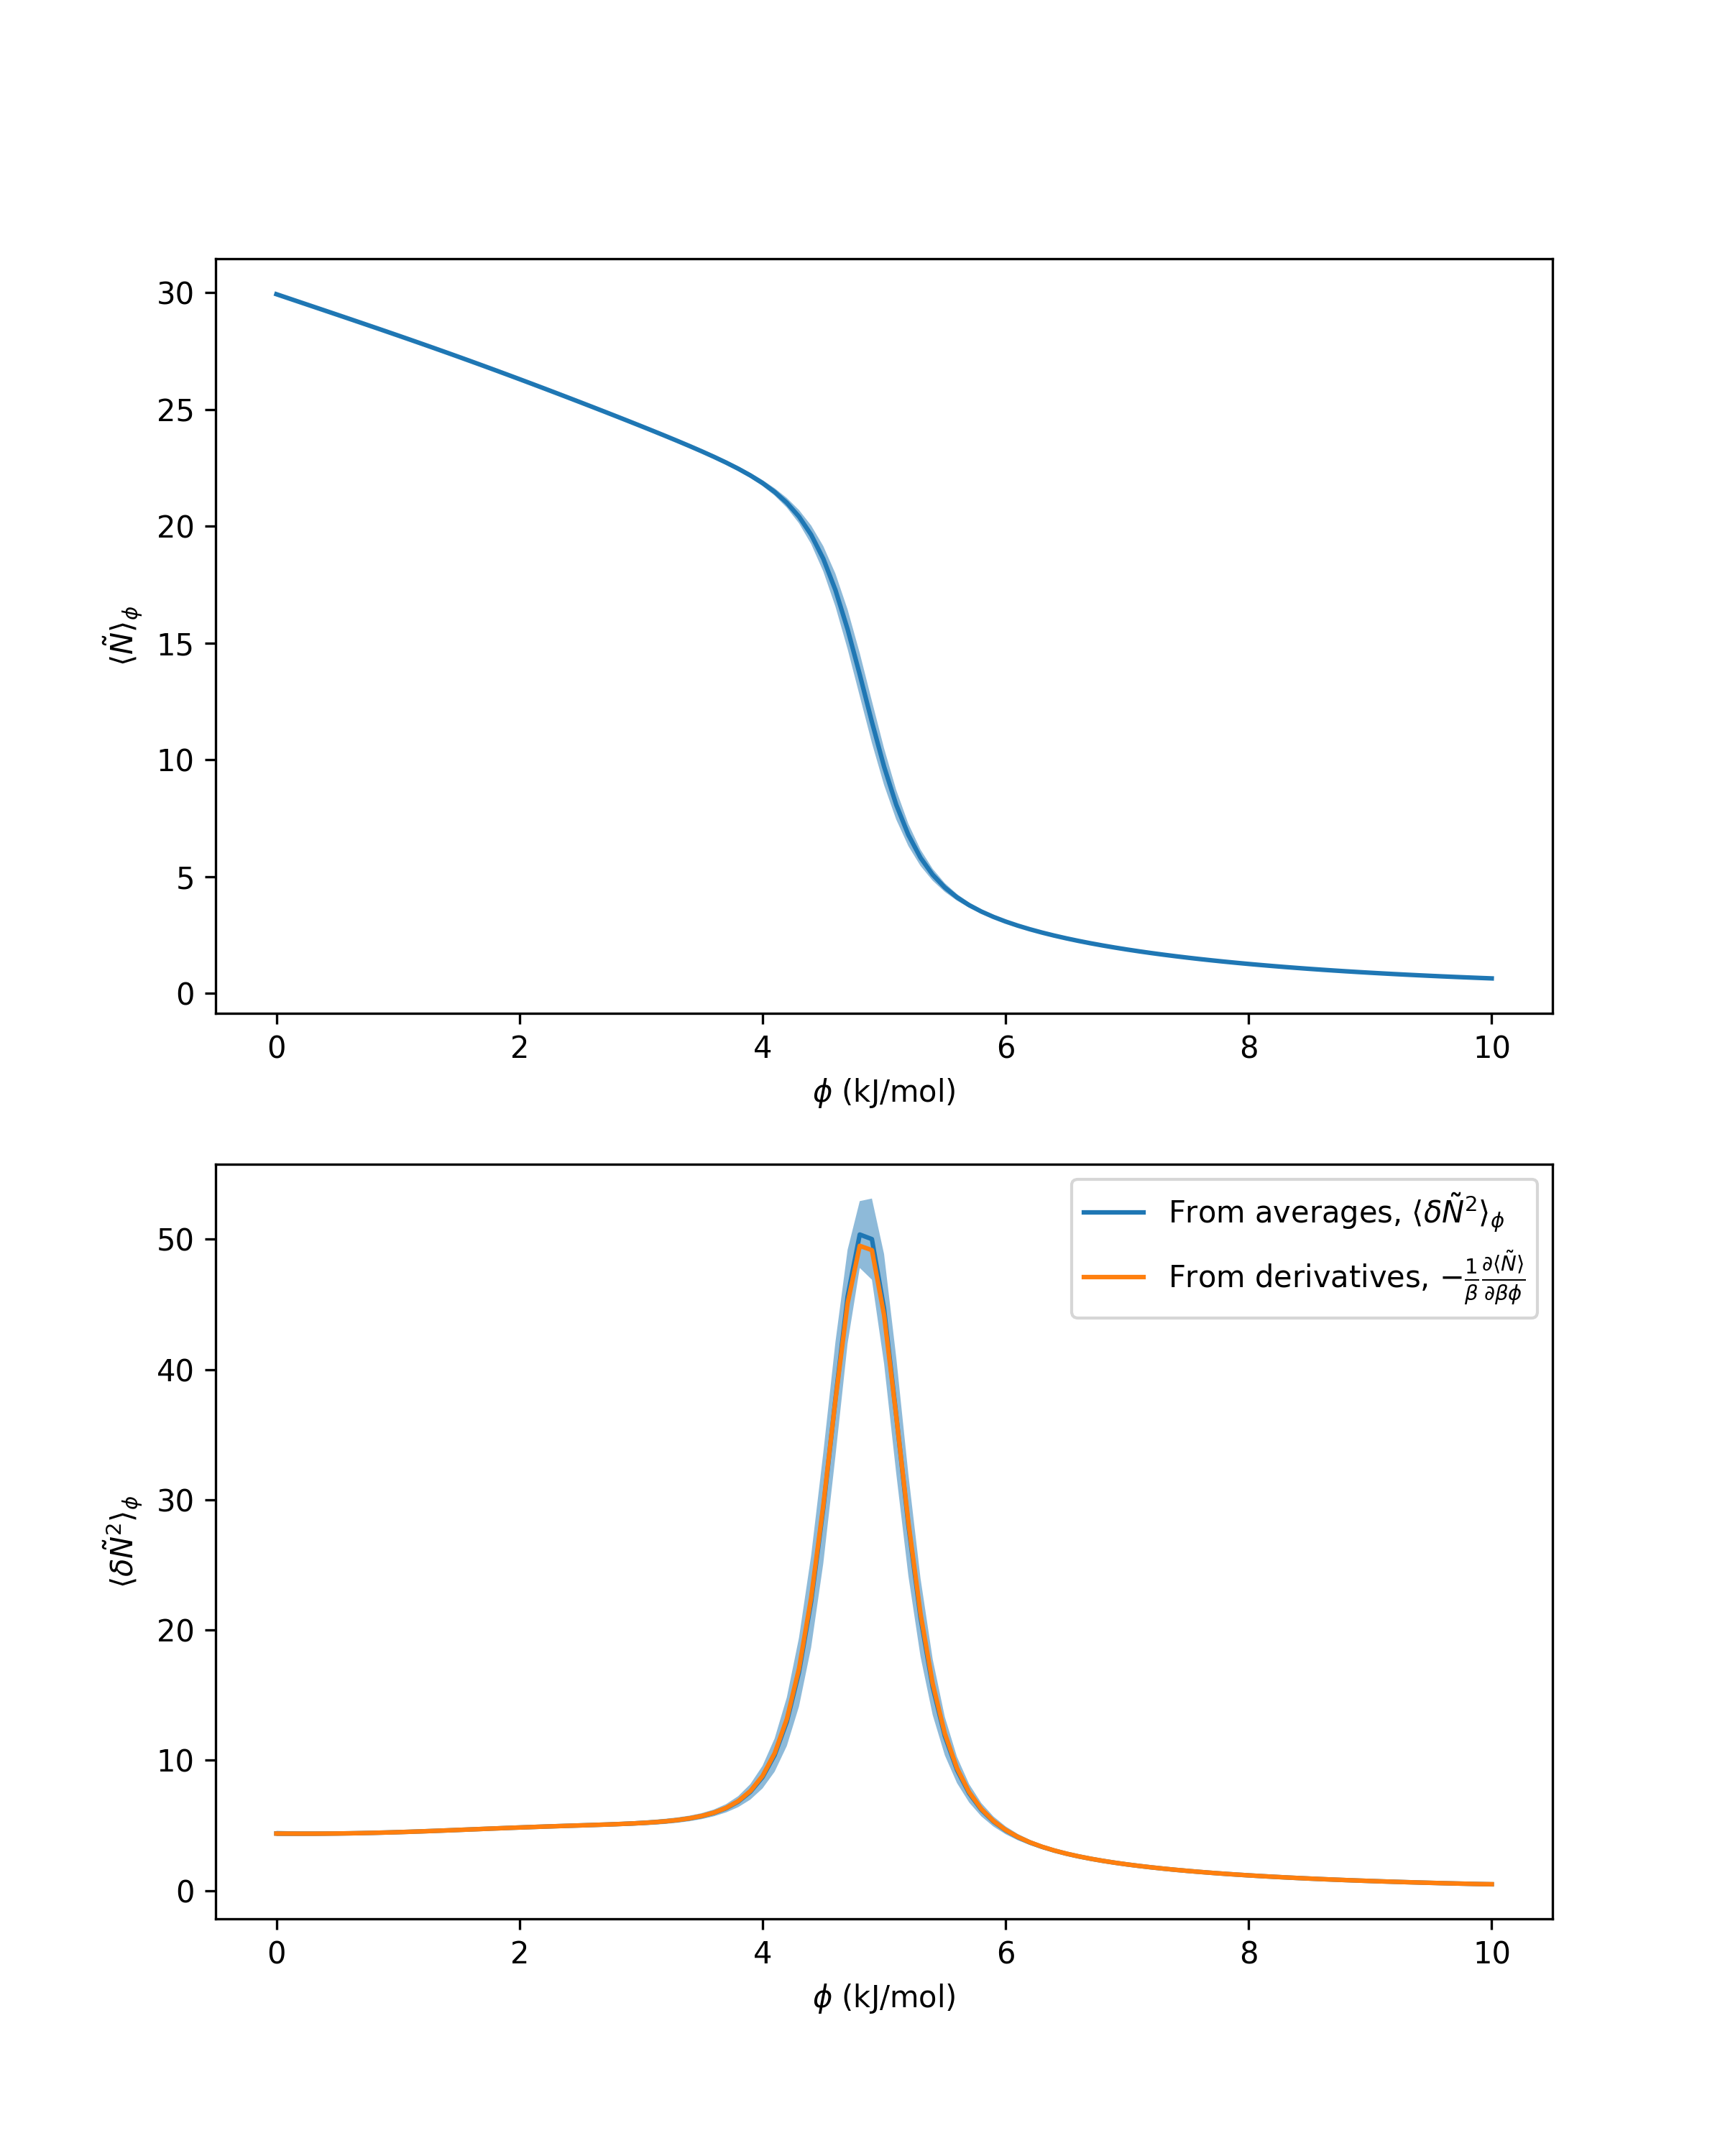 30
25
20
15
10
5
0
⟨Ñ⟩ϕ
0 2 4 6 8 10
ϕ (kJ/mol)
50
40
30
20
10
0
⟨δÑ²⟩ϕ
From averages, ⟨δÑ²⟩ϕ
From derivatives, −1/β ∂⟨Ñ⟩/∂βϕ
0 2 4 6 8 10
ϕ (kJ/mol)